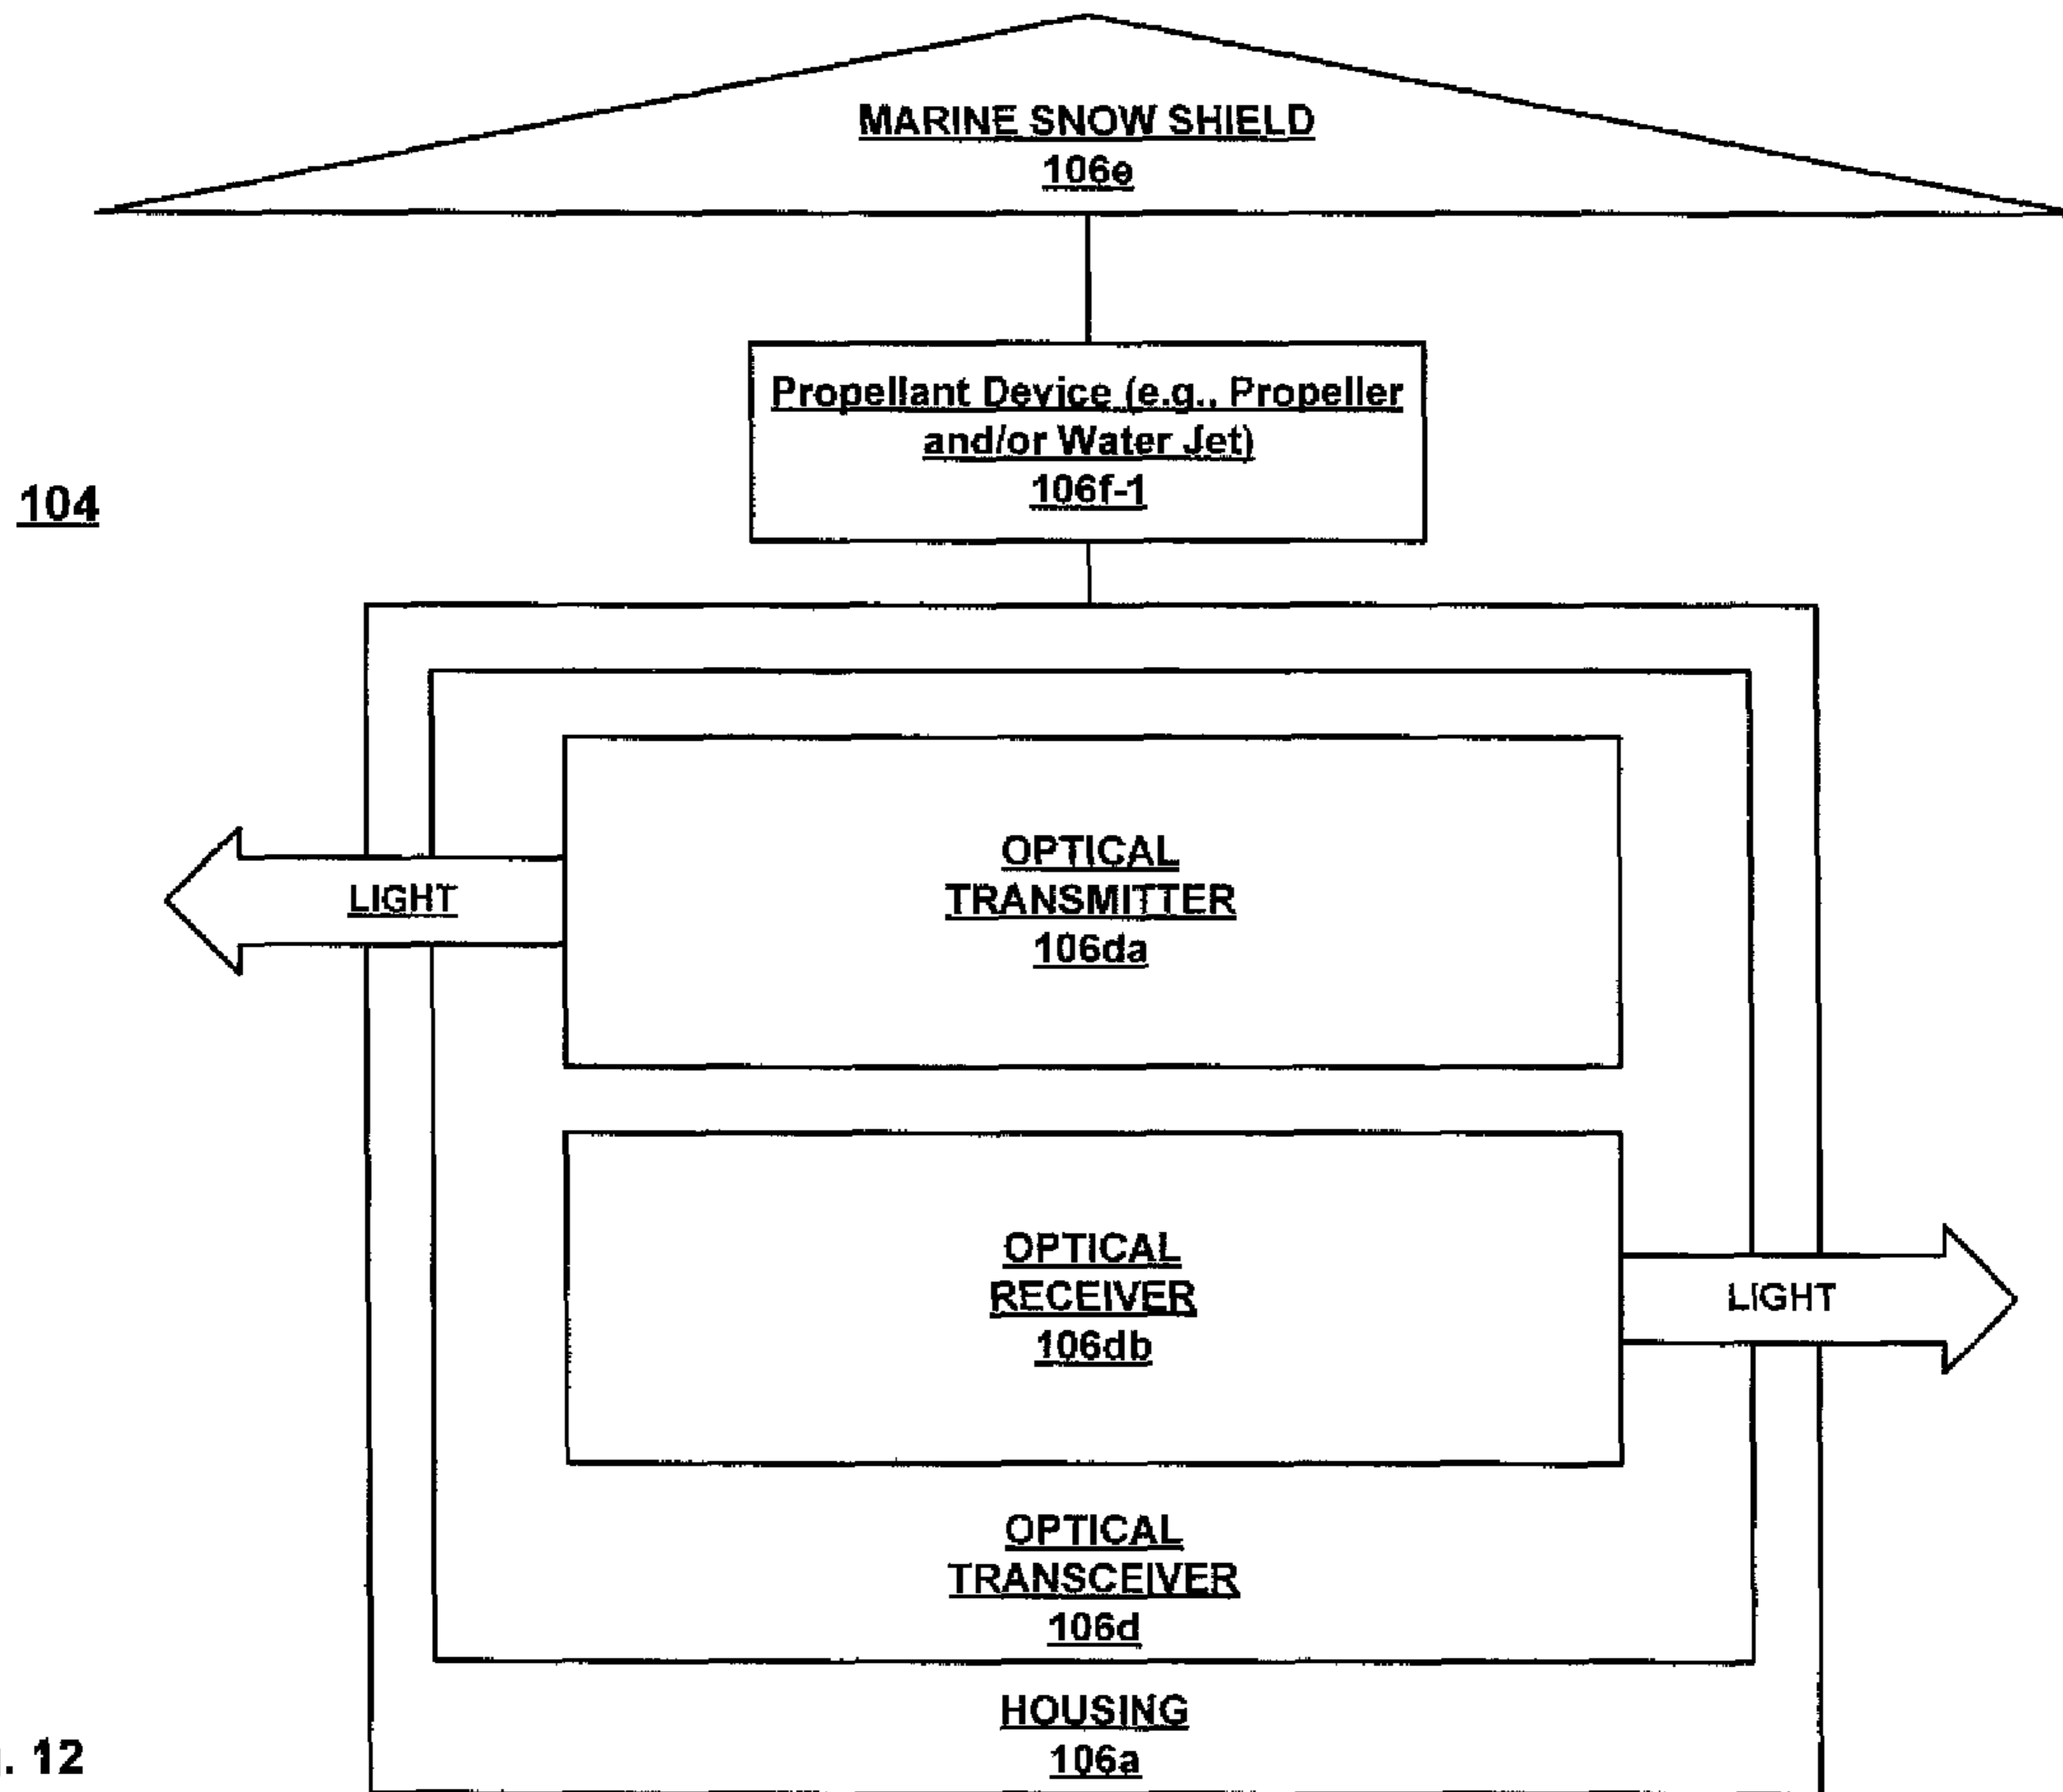 MARINE SNOW SHIELD
106e
Propellant Device (e.g., Propeller
and/or Water Jet)
106f-1
104
OPTICAL
TRANSMITTER
106da
LIGHT
OPTICAL
RECEIVER
106db
LIGHT
OPTICAL
TRANSCEIVER
106d
HOUSING
106a
. 12